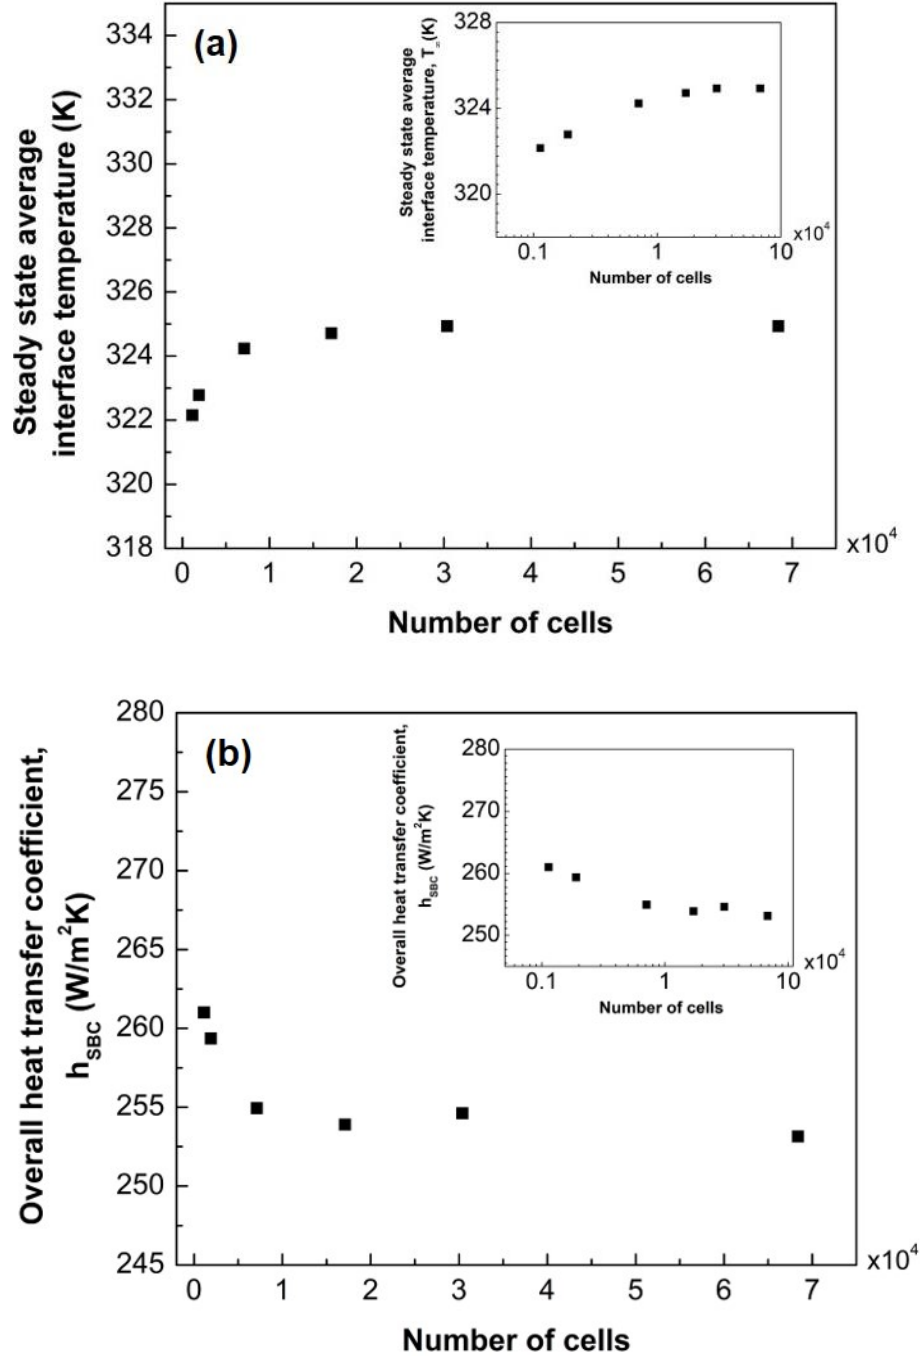 (a)
Steady state average
interface temperature (K)
334
332
330
328
326
324
322
320
318
0 1 2 3 4 5 6 7
x10⁴
Number of cells
Steady state average
interface temperature, T (K)
328
324
320
0.1 1 10
x10⁴
Number of cells
(b)
Overall heat transfer coefficient,
h_SBC (W/m²K)
280
275
270
265
260
255
250
245
0 1 2 3 4 5 6 7
x10⁴
Number of cells
Overall heat transfer coefficient,
h_SBC (W/m²K)
280
270
260
250
0.1 1 10
x10⁴
Number of cells